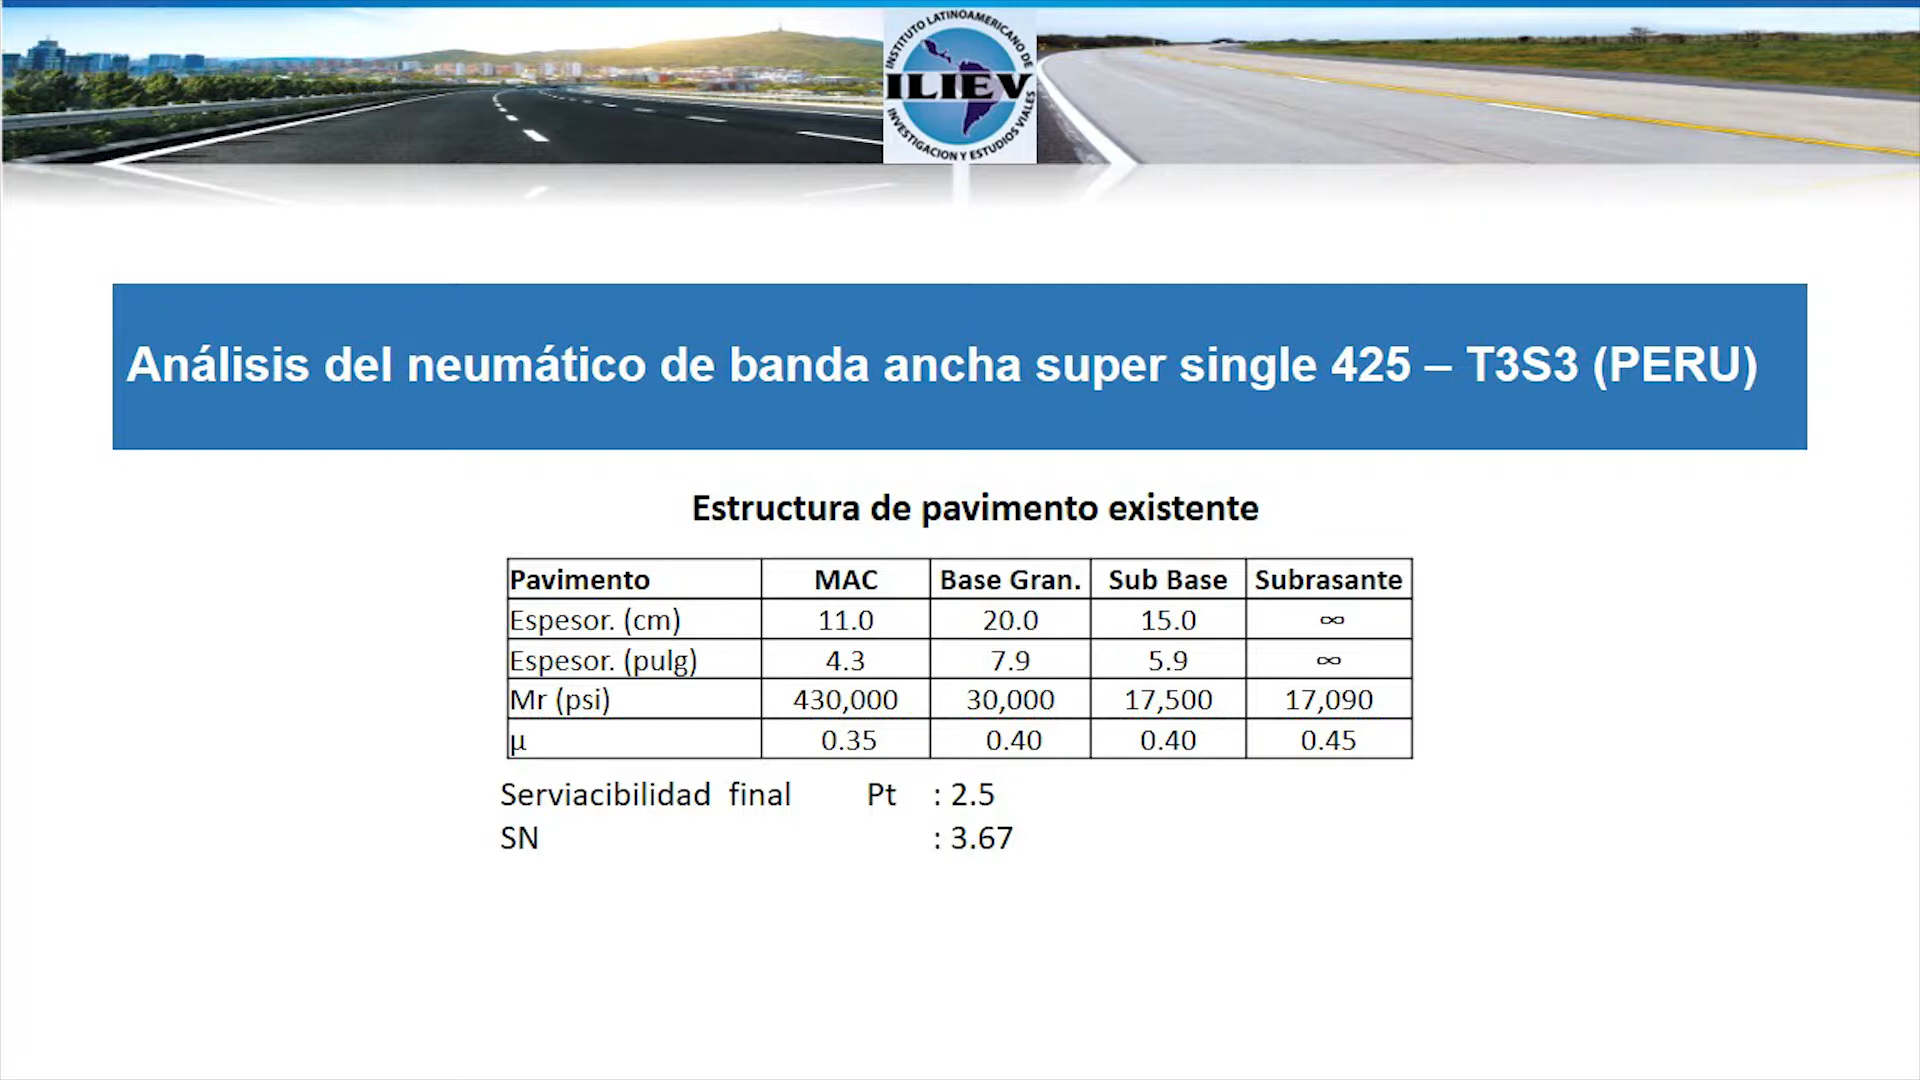 INSTITUTO LATINOAMERICANO DE
ILIEV
INVESTIGACION Y ESTUDIOS VIALES
Análisis del neumático de banda ancha super single 425 – T3S3 (PERU)
Estructura de pavimento existente
Pavimento MAC Base Gran. Sub Base Subrasante
Espesor. (cm) 11.0 20.0 15.0 ∞
Espesor. (pulg) 4.3 7.9 5.9 ∞
Mr (psi) 430,000 30,000 17,500 17,090
μ 0.35 0.40 0.40 0.45
Serviacibilidad final Pt : 2.5
SN : 3.67